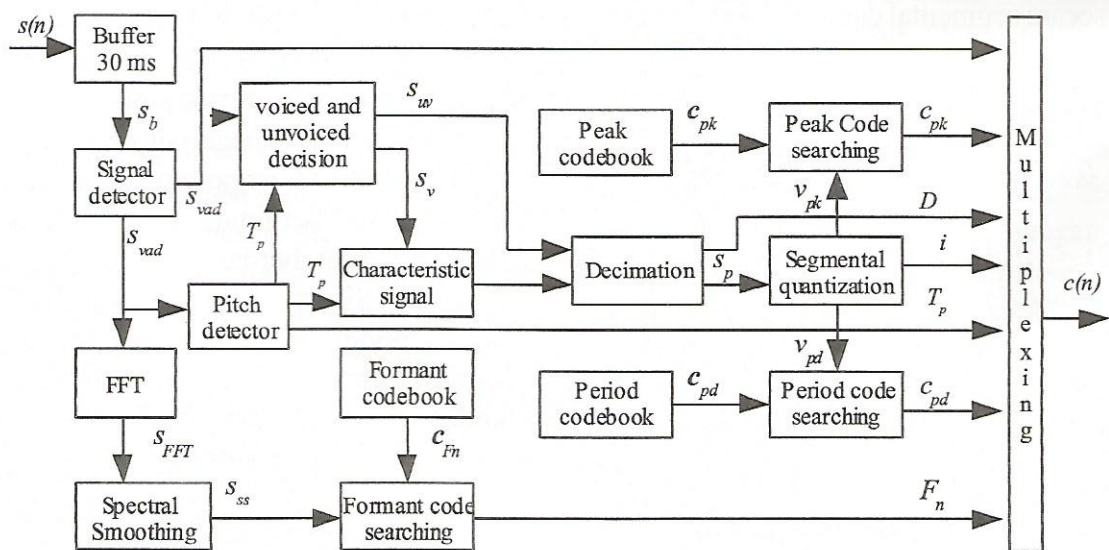 s(n)
Buffer
30 ms
s_b
Signal
detector
s_vad
s_vad
voiced and
unvoiced
decision
s_uv
s_v
T_p
T_p
Pitch
detector
Characteristic
signal
Decimation
D
s_p
Peak
codebook
c_pk
Peak Code
searching
c_pk
v_pk
Segmental
quantization
i
T_p
v_pd
Period
codebook
c_pd
Period code
searching
c_pd
FFT
s_FFT
Spectral
Smoothing
s_ss
Formant
codebook
c_Fn
Formant code
searching
F_n
Multiplexing
c(n)